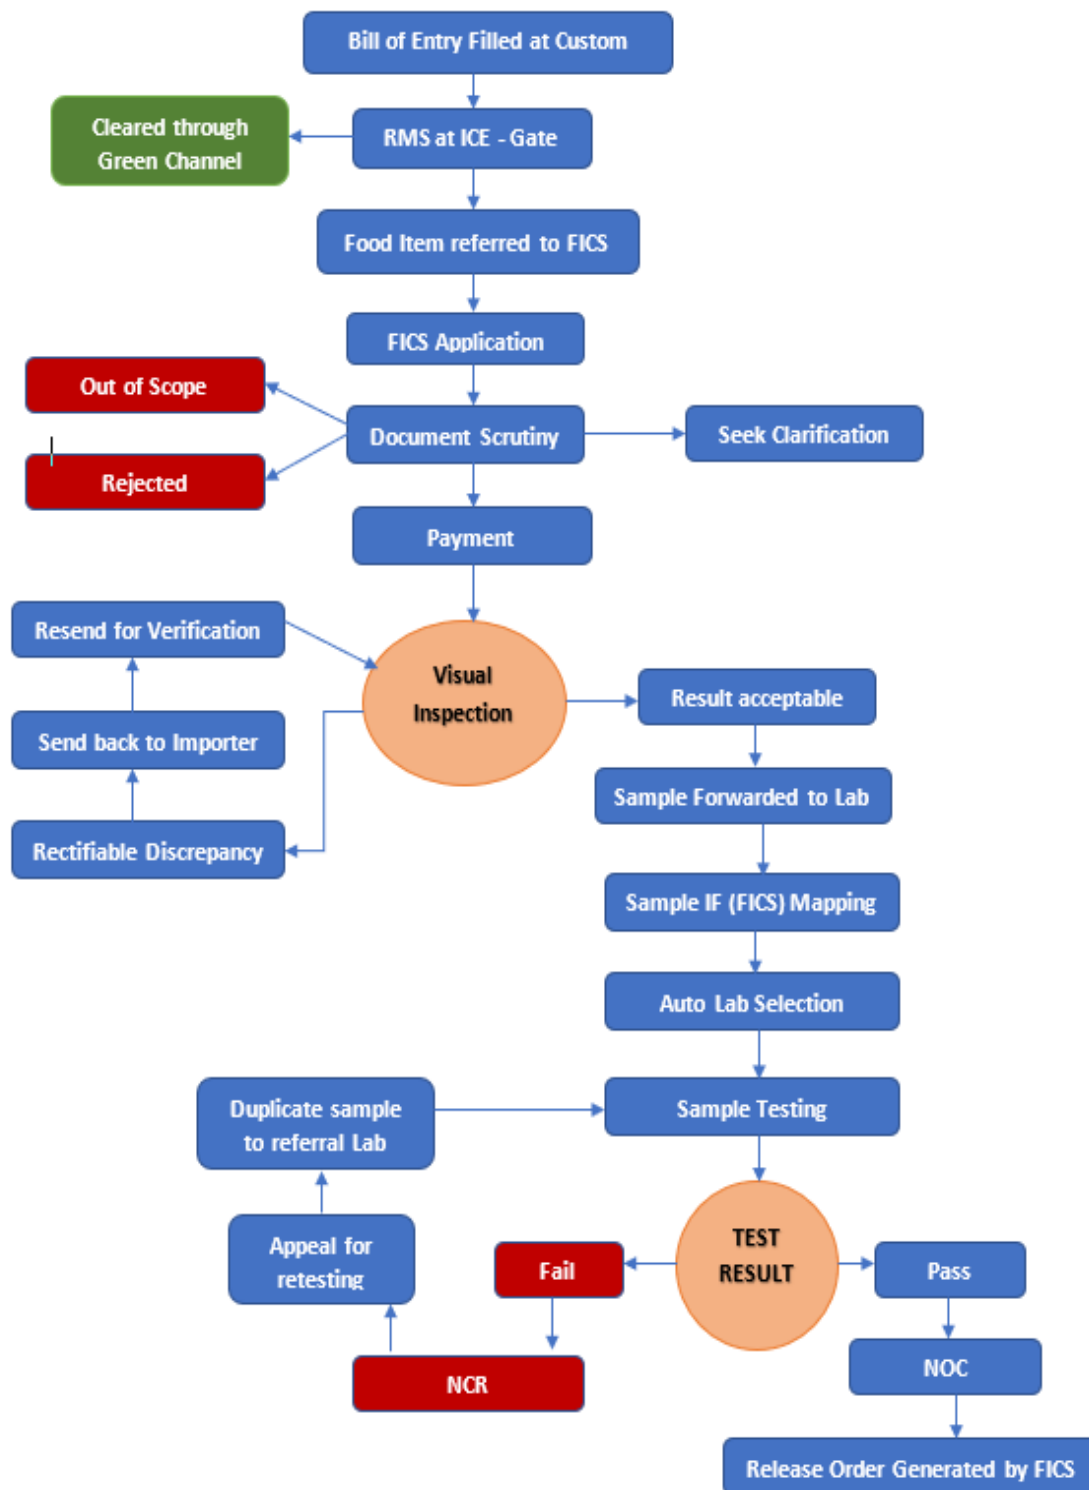 Bill of Entry Filled at Custom
Cleared through
Green Channel
RMS at ICE - Gate
Food Item referred to FICS
FICS Application
Out of Scope
Document Scrutiny
Seek Clarification
Rejected
Payment
Resend for Verification
Visual
Inspection
Result acceptable
Send back to Importer
Sample Forwarded to Lab
Rectifiable Discrepancy
Sample IF (FICS) Mapping
Auto Lab Selection
Duplicate sample
to referral Lab
Sample Testing
Appeal for
retesting
Fail
TEST
RESULT
Pass
NCR
NOC
Release Order Generated by FICS